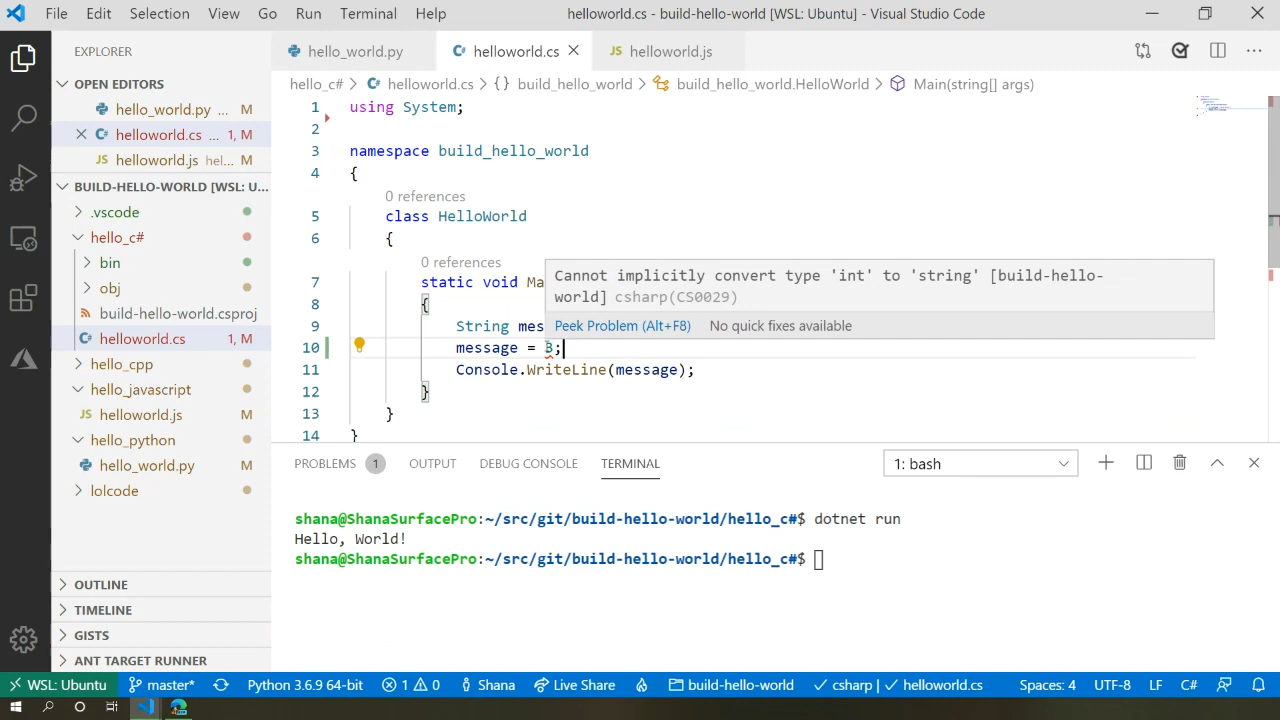 File Edit Selection View Go Run Terminal Help
helloworld.cs - build-hello-world [WSL: Ubuntu] - Visual Studio Code
EXPLORER
OPEN EDITORS
hello_world.py ... M
helloworld.cs ... 1, M
helloworld.js hel... M
BUILD-HELLO-WORLD [WSL: U...
.vscode
hello_c#
bin
obj
build-hello-world.csproj
helloworld.cs 1, M
hello_cpp
hello_javascript
JS helloworld.js M
hello_python
hello_world.py M
lolcode
OUTLINE
TIMELINE
GISTS
ANT TARGET RUNNER
hello_world.py helloworld.cs JS helloworld.js
hello_c# > helloworld.cs > {} build_hello_world > build_hello_world.HelloWorld > Main(string[] args)
1 using System;
2
3 namespace build_hello_world
4 {
0 references
5 class HelloWorld
6 {
0 references
7 static void Ma
8 {
9 String mes
10 message = 3;
11 Console.WriteLine(message);
12 }
13 }
14 }
Cannot implicitly convert type 'int' to 'string' [build-hello-
world] csharp(CS0029)
Peek Problem (Alt+F8) No quick fixes available
PROBLEMS 1 OUTPUT DEBUG CONSOLE TERMINAL 1: bash
shana@ShanaSurfacePro:~/src/git/build-hello-world/hello_c#$ dotnet run
Hello, World!
shana@ShanaSurfacePro:~/src/git/build-hello-world/hello_c#$
WSL: Ubuntu master* Python 3.6.9 64-bit 1 0 Shana Live Share build-hello-world csharp | helloworld.cs Spaces: 4 UTF-8 LF C#